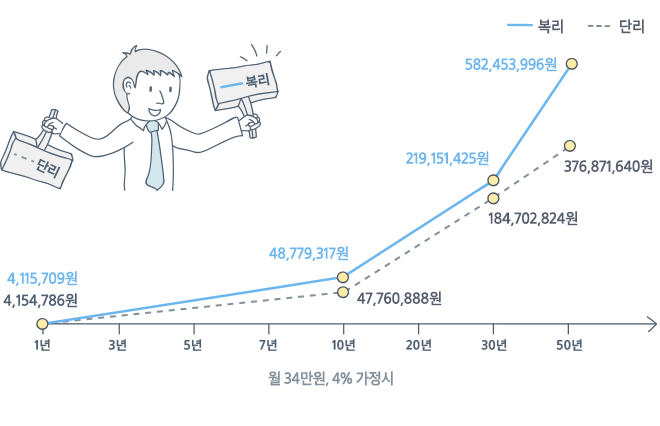 복리 단리
복리
단리
582,453,996원
376,871,640원
219,151,425원
184,702,824원
48,779,317원
47,760,888원
4,115,709원
4,154,786원
1년 3년 5년 7년 10년 20년 30년 50년
월 34만원, 4% 가정시